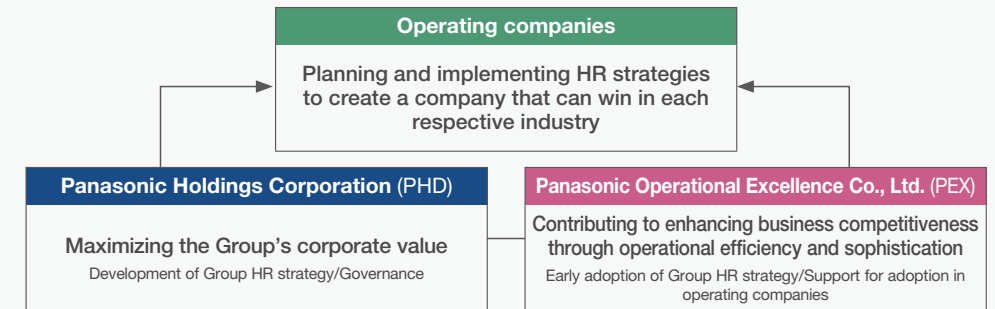 Operating companies
Planning and implementing HR strategies
to create a company that can win in each
respective industry
Panasonic Holdings Corporation (PHD)
Maximizing the Group’s corporate value
Development of Group HR strategy/Governance
Panasonic Operational Excellence Co., Ltd. (PEX)
Contributing to enhancing business competitiveness
through operational efficiency and sophistication
Early adoption of Group HR strategy/Support for adoption in
operating companies